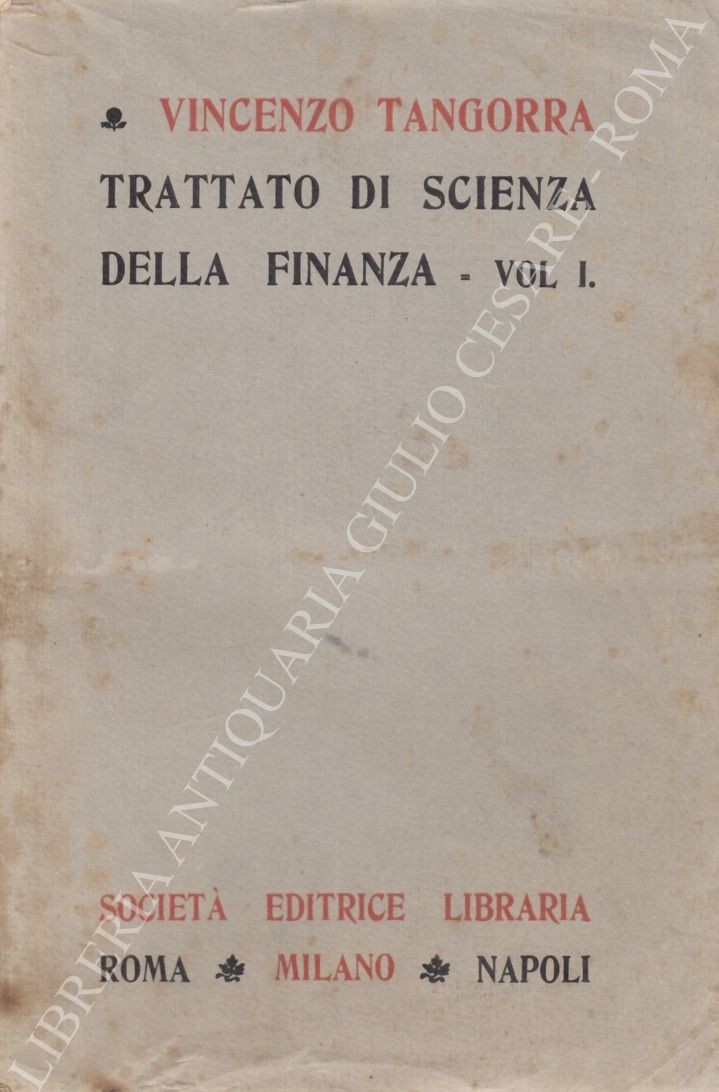 VINCENZO TANGORRA
TRATTATO DI SCIENZA
DELLA FINANZA = VOL I.
SOCIETÀ EDITRICE LIBRARIA
ROMA MILANO NAPOLI
LIBRERIA ANTIQUARIA GIULIO CESARE - ROMA